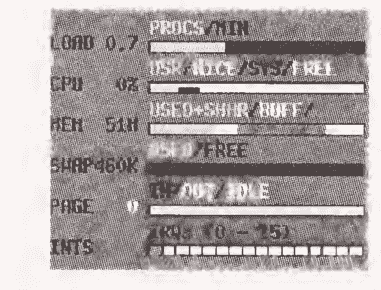 PROCS/MIN
LOAD 0.7
USR/NICE/SYS/FREE
CPU 0%
USED+SHAR/BUFF/
MEM 51M
USED/FREE
SWAP460K
/OUT/IDLE
PAGE 0
IRQs (0 - 15)
INTS